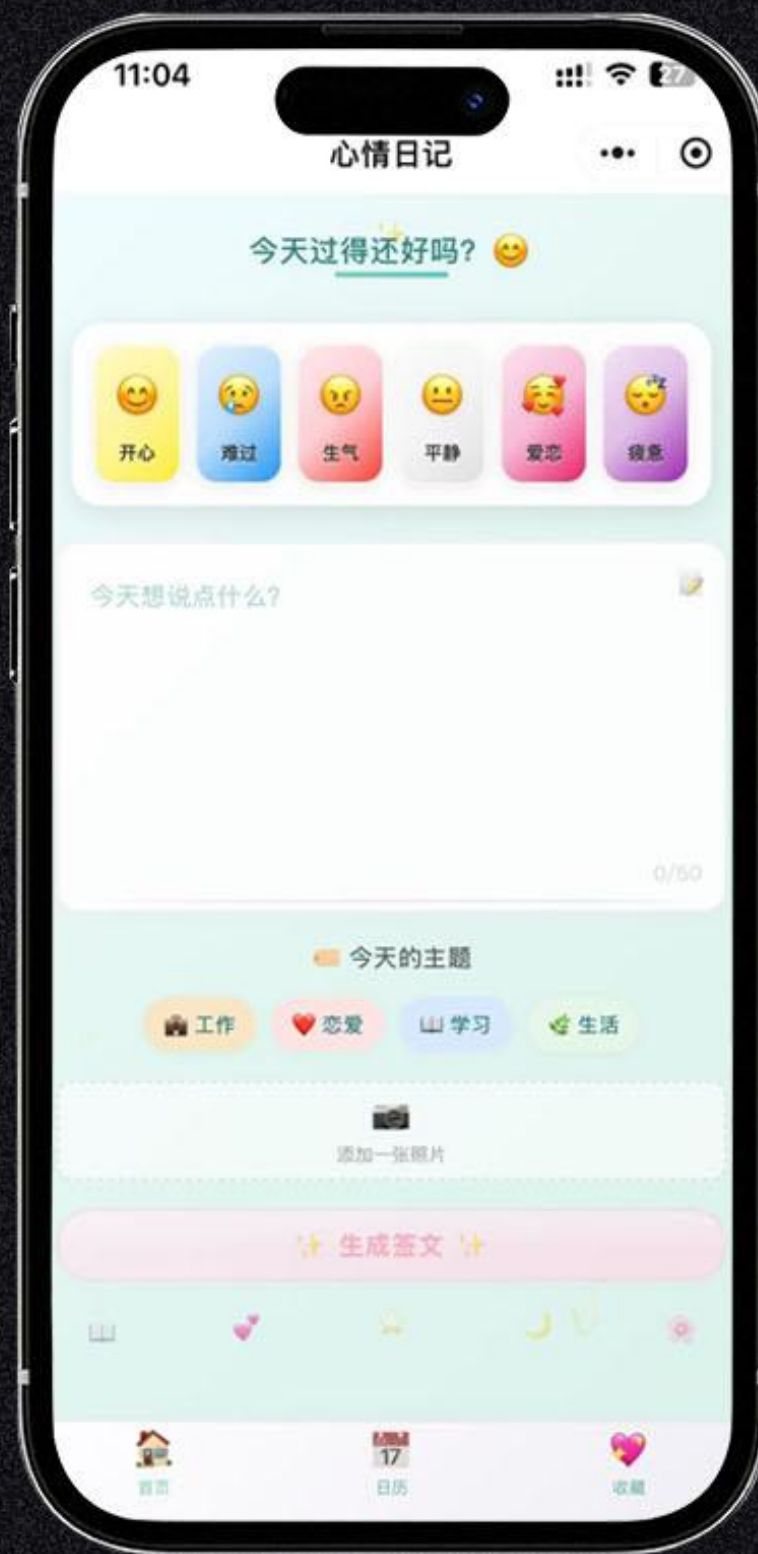 11:04
27
心情日记
今天过得还好吗?
开心 难过 生气 平静 爱恋 疲惫
今天想说点什么?
0/50
今天的主题
工作 恋爱 学习 生活
添加一张照片
生成签文
17
首页 日历 收藏